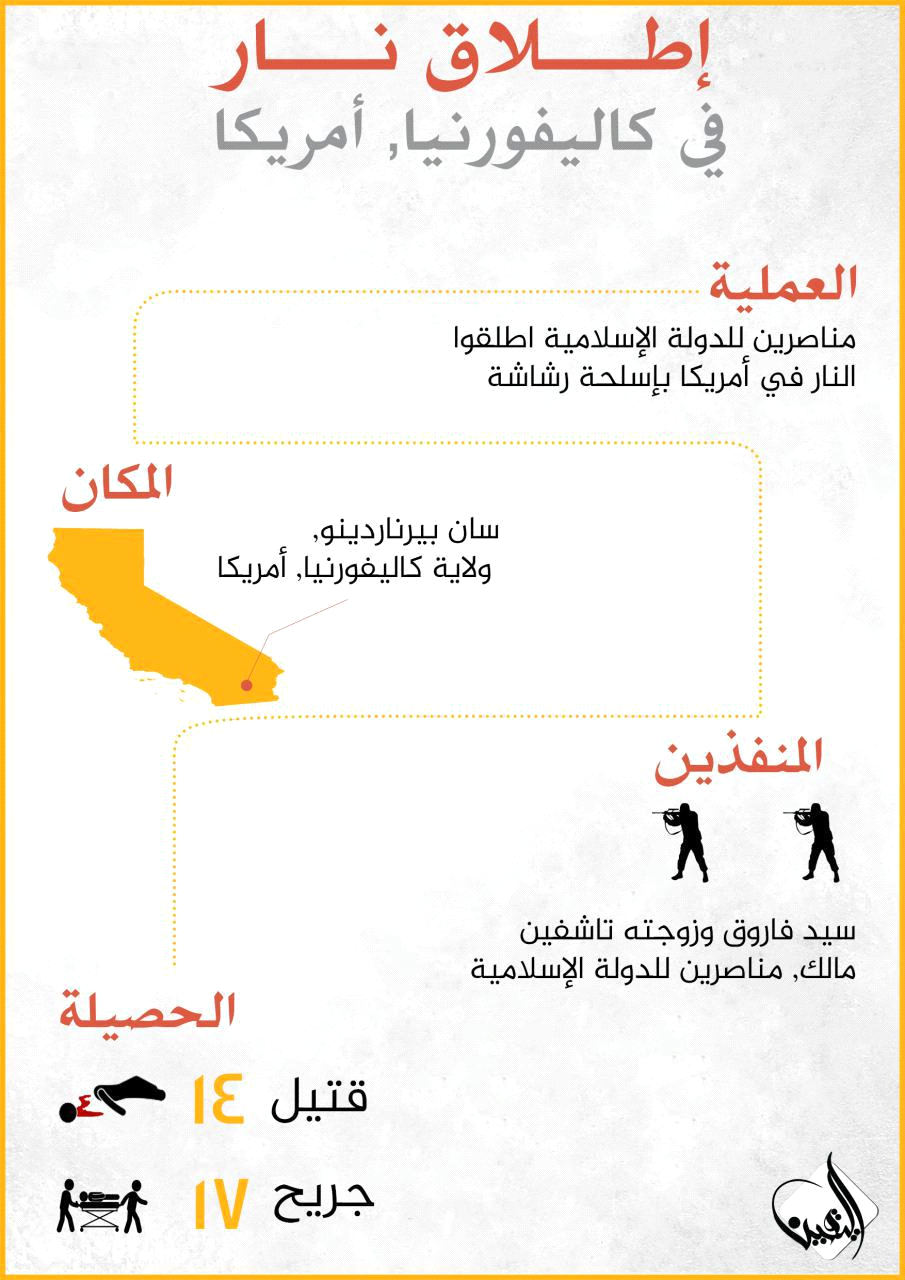 إطـــلاق نـــار
في كاليفورنيا, أمريكا
العملية
مناصرين للدولة الإسلامية اطلقوا
النار في أمريكا بإسلحة رشاشة
المكان
سان بيرناردينو,
ولاية كاليفورنيا, أمريكا
المنفذين
سيد فاروق وزوجته تاشفين
مالك, مناصرين للدولة الإسلامية
الحصيلة
قتيل ١٤
جريح ١٧
اليقين